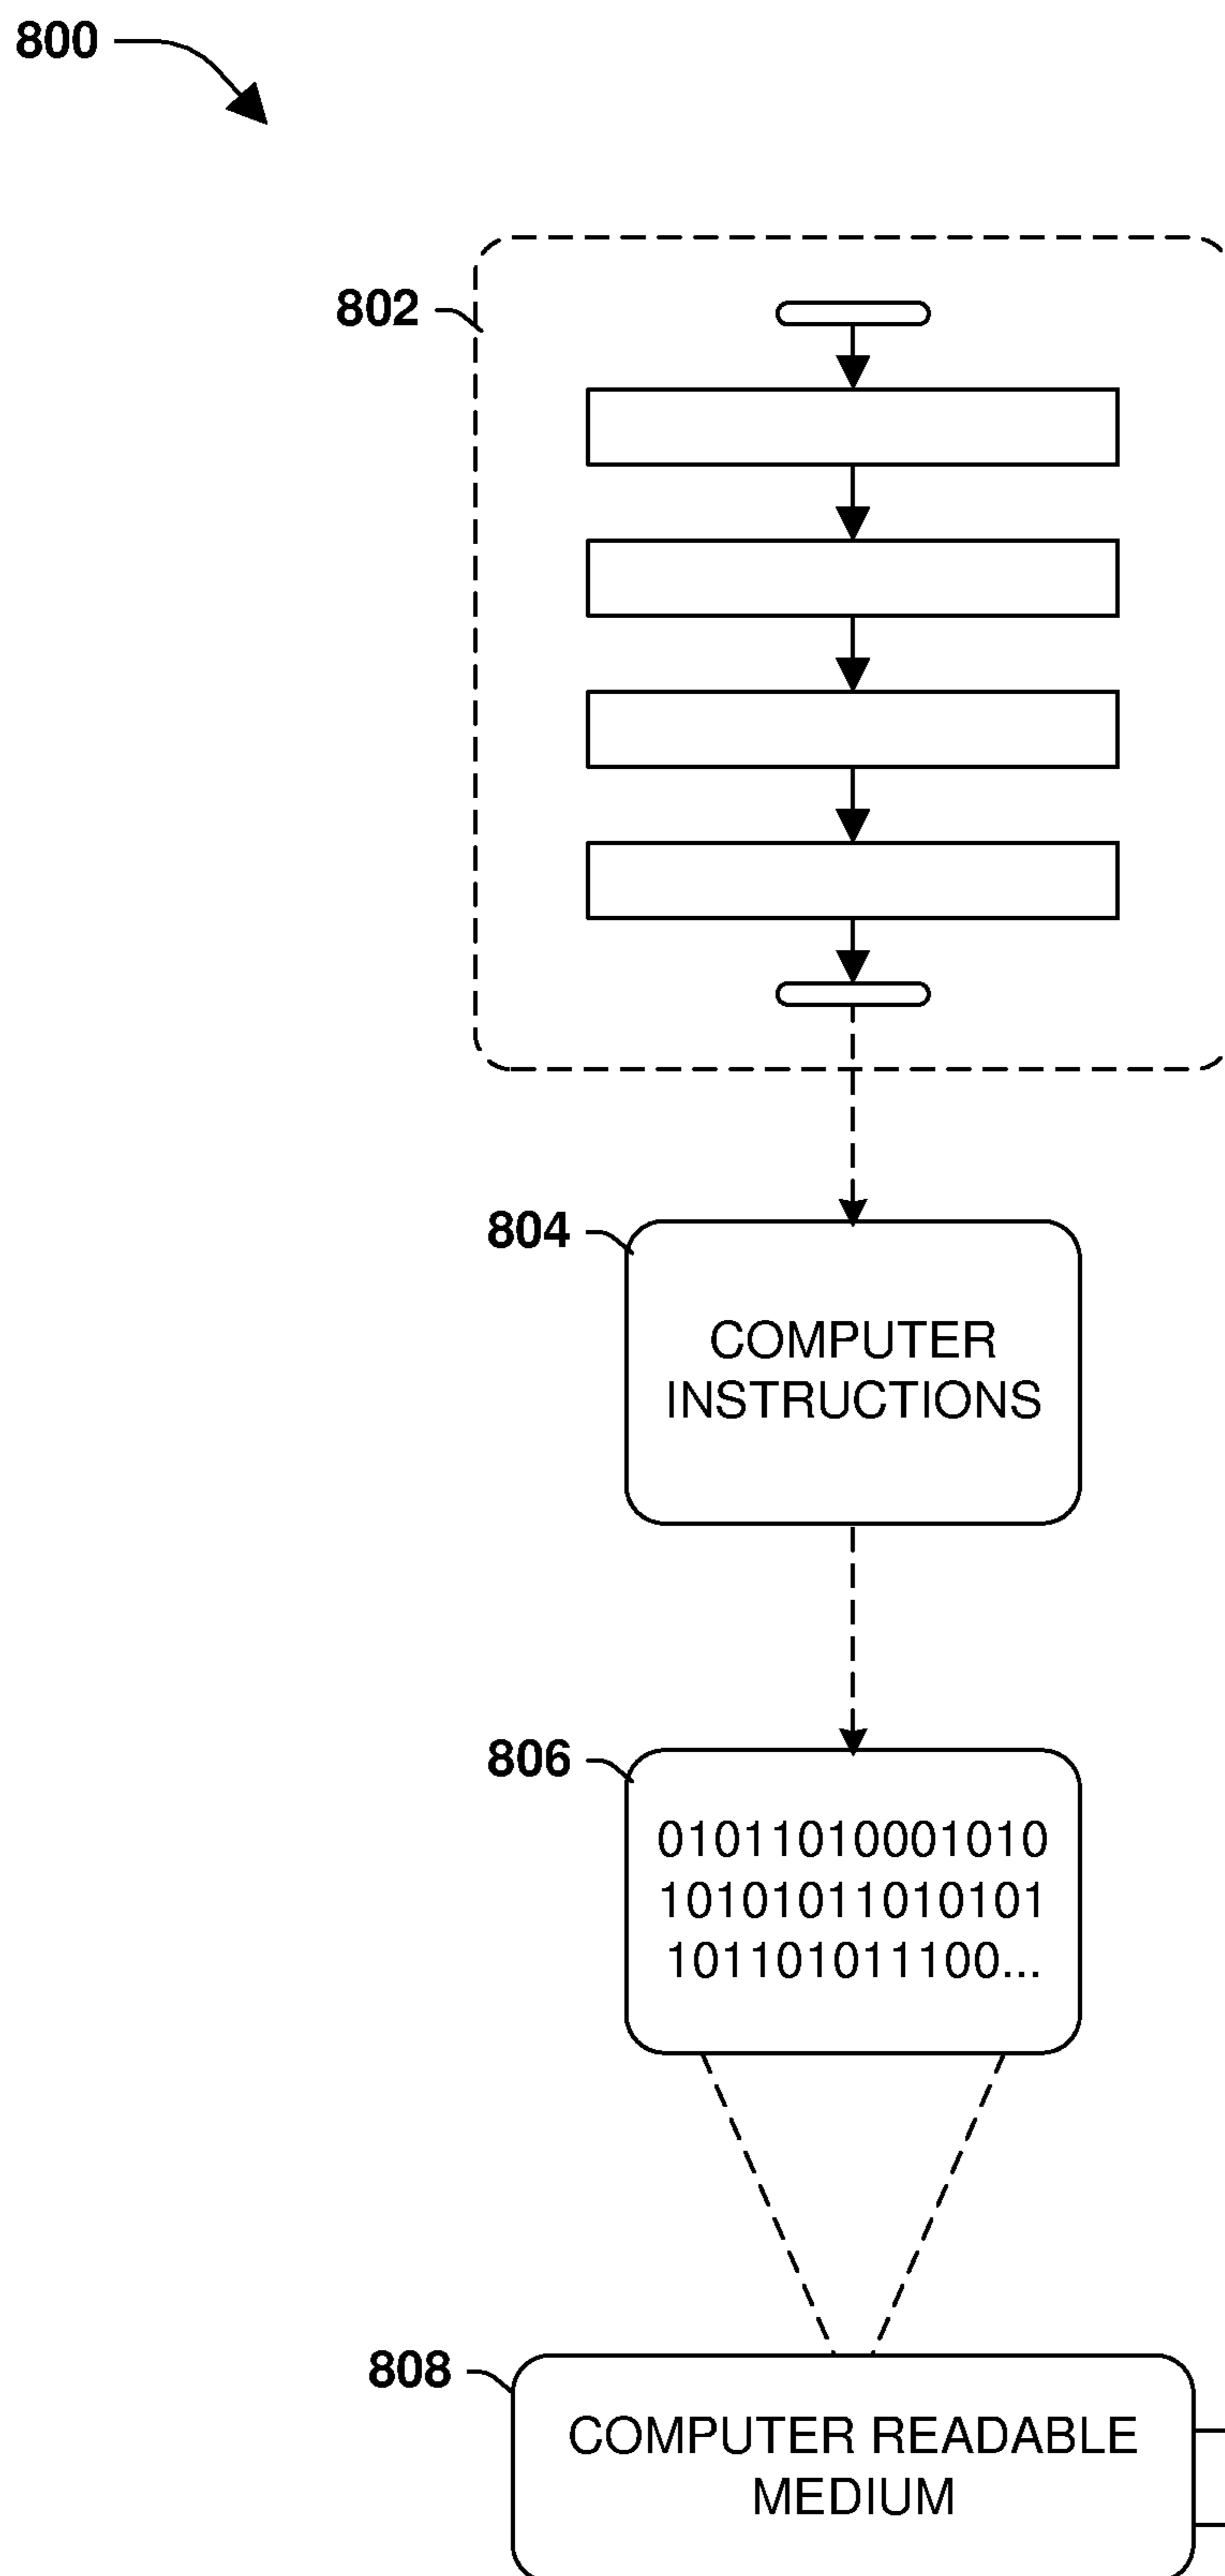 800
802
804
COMPUTER
INSTRUCTIONS
806
01011010001010
10101011010101
101101011100...
808
COMPUTER READABLE
MEDIUM